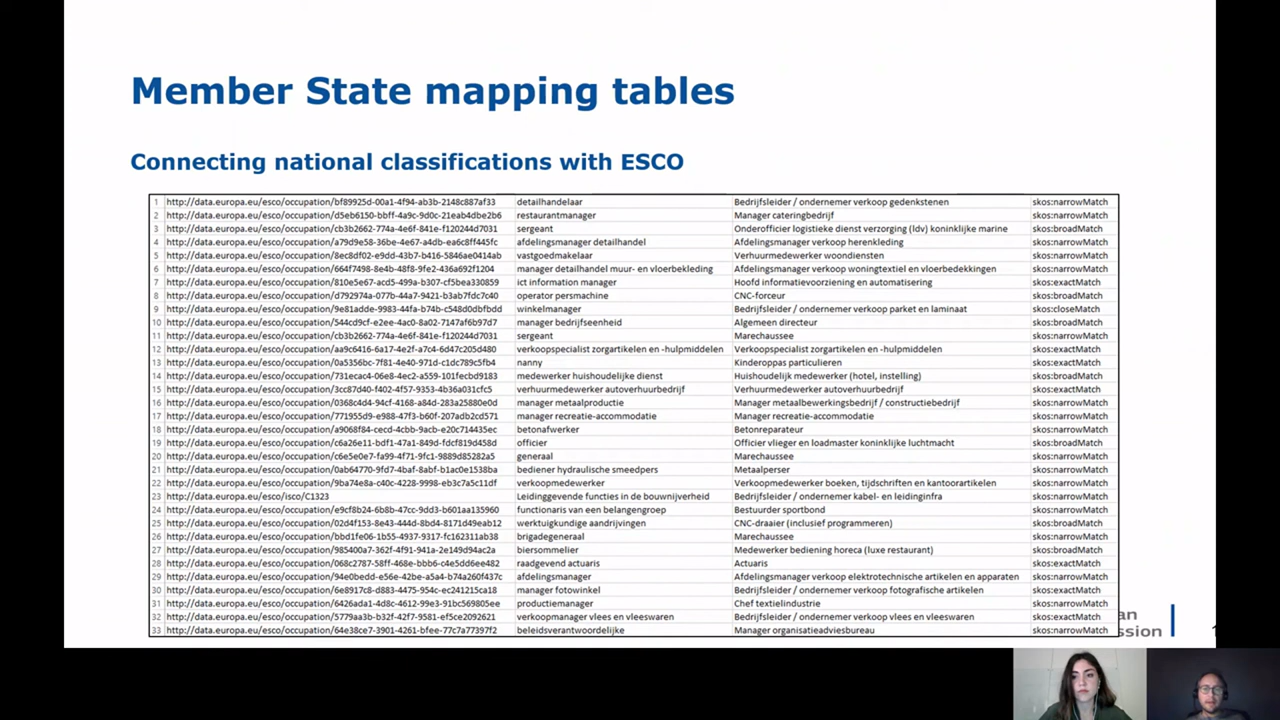 Member State mapping tables
Connecting national classifications with ESCO
1 http://data.europa.eu/esco/occupation/bf89925d-00a1-4f94-ab3b-2148c887af33 detailhandelaar Bedrijfsleider / ondernemer verkoop gedenkstenen skos:narrowMatch
2 http://data.europa.eu/esco/occupation/d5eb6150-bbff-4a9c-9d0c-21eab4dbe2b6 restaurantmanager Manager cateringbedrijf skos:narrowMatch
3 http://data.europa.eu/esco/occupation/cb3b2662-774a-4e6f-841e-f120244d7031 sergeant Onderofficier logistieke dienst verzorging (ldv) koninklijke marine skos:broadMatch
4 http://data.europa.eu/esco/occupation/a79d9e58-36be-4e67-a4db-ea6c8ff445fc afdelingsmanager detailhandel Afdelingsmanager verkoop herenkleding skos:narrowMatch
5 http://data.europa.eu/esco/occupation/8ec8df02-e9dd-43b7-b416-5846ae0414ab vastgoedmakelaar Verhuurmedewerker woondiensten skos:narrowMatch
6 http://data.europa.eu/esco/occupation/664f7498-8e4b-48f8-9fe2-436a692f1204 manager detailhandel muur- en vloerbekleding Afdelingsmanager verkoop woningtextiel en vloerbedekkingen skos:narrowMatch
7 http://data.europa.eu/esco/occupation/810e5e67-acd5-499a-b307-cf5bea330859 ict information manager Hoofd informatievoorziening en automatisering skos:exactMatch
8 http://data.europa.eu/esco/occupation/d792974a-077b-44a7-9421-b3ab7fdc7c40 operator persmachine CNC-forceur skos:broadMatch
9 http://data.europa.eu/esco/occupation/9e81adde-9983-44fa-b74b-c548d0dbfbdd winkelmanager Bedrijfsleider / ondernemer verkoop parket en laminaat skos:closeMatch
10 http://data.europa.eu/esco/occupation/544cd9cf-e2ee-4ac0-8a02-7147af6b97d7 manager bedrijfseenheid Algemeen directeur skos:broadMatch
11 http://data.europa.eu/esco/occupation/cb3b2662-774a-4e6f-841e-f120244d7031 sergeant Marechaussee skos:narrowMatch
12 http://data.europa.eu/esco/occupation/aa9c6416-6a17-4e2f-a7c4-6d47c205d480 verkoopspecialist zorgartikelen en -hulpmiddelen Verkoopspecialist zorgartikelen en -hulpmiddelen skos:exactMatch
13 http://data.europa.eu/esco/occupation/0a5356bc-7f81-4e40-971d-c1dc789c5fb4 nanny Kinderoppas particulieren skos:exactMatch
14 http://data.europa.eu/esco/occupation/731ecac4-06e8-4ec2-a559-101fecbd9183 medewerker huishoudelijke dienst Huishoudelijk medewerker (hotel, instelling) skos:broadMatch
15 http://data.europa.eu/esco/occupation/3cc87d40-f402-4f57-9353-4b36a031cfc5 verhuurmedewerker autoverhuurbedrijf Verhuurmedewerker autoverhuurbedrijf skos:exactMatch
16 http://data.europa.eu/esco/occupation/0368c4d4-94cf-4168-a84d-283a25880e0d manager metaalproductie Manager metaalbewerkingsbedrijf / constructiebedrijf skos:narrowMatch
17 http://data.europa.eu/esco/occupation/771955d9-e988-47f3-b60f-207adb2cd571 manager recreatie-accommodatie Manager recreatie-accommodatie skos:narrowMatch
18 http://data.europa.eu/esco/occupation/a9068f84-cecd-4cbb-9acb-e20c714435ec betonafwerker Betonreparateur skos:narrowMatch
19 http://data.europa.eu/esco/occupation/c6a26e11-bdf1-47a1-849d-fdcf819d458d officier Officier vlieger en loadmaster koninklijke luchtmacht skos:broadMatch
20 http://data.europa.eu/esco/occupation/c6e5e0e7-fa99-4f71-9fc1-9889d85282a5 generaal Marechaussee skos:narrowMatch
21 http://data.europa.eu/esco/occupation/0ab64770-9fd7-4baf-8abf-b1ac0e1538ba bediener hydraulische smeedpers Metaalperser skos:narrowMatch
22 http://data.europa.eu/esco/occupation/9ba74e8a-c40c-4228-9998-eb3c7a5c11df verkoopmedewerker Verkoopmedewerker boeken, tijdschriften en kantoorartikelen skos:narrowMatch
23 http://data.europa.eu/esco/isco/C1323 Leidinggevende functies in de bouwnijverheid Bedrijfsleider / ondernemer kabel- en leidinginfra skos:narrowMatch
24 http://data.europa.eu/esco/occupation/e9cf8b24-6b8b-47cc-9dd3-b601aa135960 functionaris van een belangengroep Bestuurder sportbond skos:narrowMatch
25 http://data.europa.eu/esco/occupation/02d4f153-8e43-444d-8bd4-8171d49eab12 werktuigkundige aandrijvingen CNC-draaier (inclusief programmeren) skos:broadMatch
26 http://data.europa.eu/esco/occupation/bbd1fe06-1b55-4937-9317-fc162311ab38 brigadegeneraal Marechaussee skos:narrowMatch
27 http://data.europa.eu/esco/occupation/985400a7-362f-4f91-941a-2e149d94ac2a biersommelier Medewerker bediening horeca (luxe restaurant) skos:broadMatch
28 http://data.europa.eu/esco/occupation/068c2787-58ff-468e-bbb6-c4e5dd6ee482 raadgevend actuaris Actuaris skos:exactMatch
29 http://data.europa.eu/esco/occupation/94e0bedd-e56e-42be-a5a4-b74a260f437c afdelingsmanager Afdelingsmanager verkoop elektrotechnische artikelen en apparaten skos:narrowMatch
30 http://data.europa.eu/esco/occupation/6e8917c8-d883-4475-954c-ec241215ca18 manager fotowinkel Bedrijfsleider / ondernemer verkoop fotografische artikelen skos:exactMatch
31 http://data.europa.eu/esco/occupation/6426ada1-4d8c-4612-99e3-91bc569805ee productiemanager Chef textielindustrie skos:narrowMatch
32 http://data.europa.eu/esco/occupation/5779aa3b-b32f-42f7-9581-ef5ce2092621 verkoopmanager vlees en vleeswaren Bedrijfsleider / ondernemer verkoop vlees en vleeswaren skos:exactMatch
33 http://data.europa.eu/esco/occupation/64e38ce7-3901-4261-bfee-77c7a77397f2 beleidsverantwoordelijke Manager organisatieadviesbureau skos:narrowMatch
an
ssion